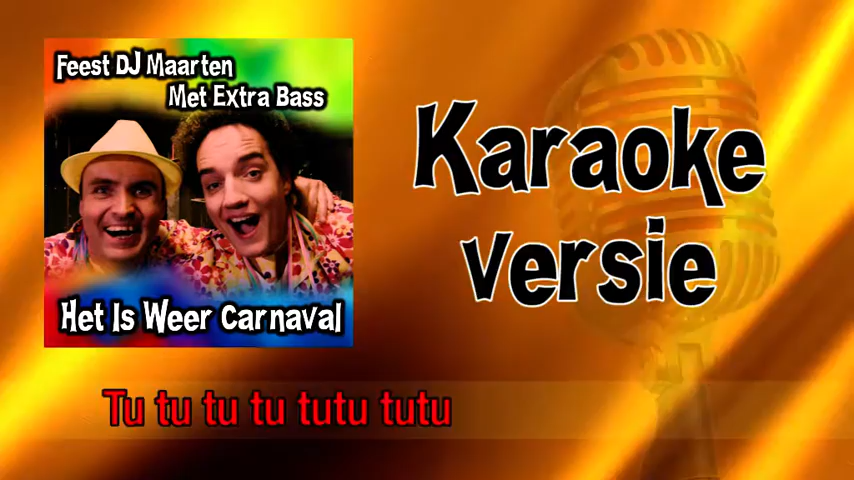 Feest DJ Maarten
Met Extra Bass
Het Is Weer Carnaval
Karaoke
versie
Tu tu tu tu tutu tutu